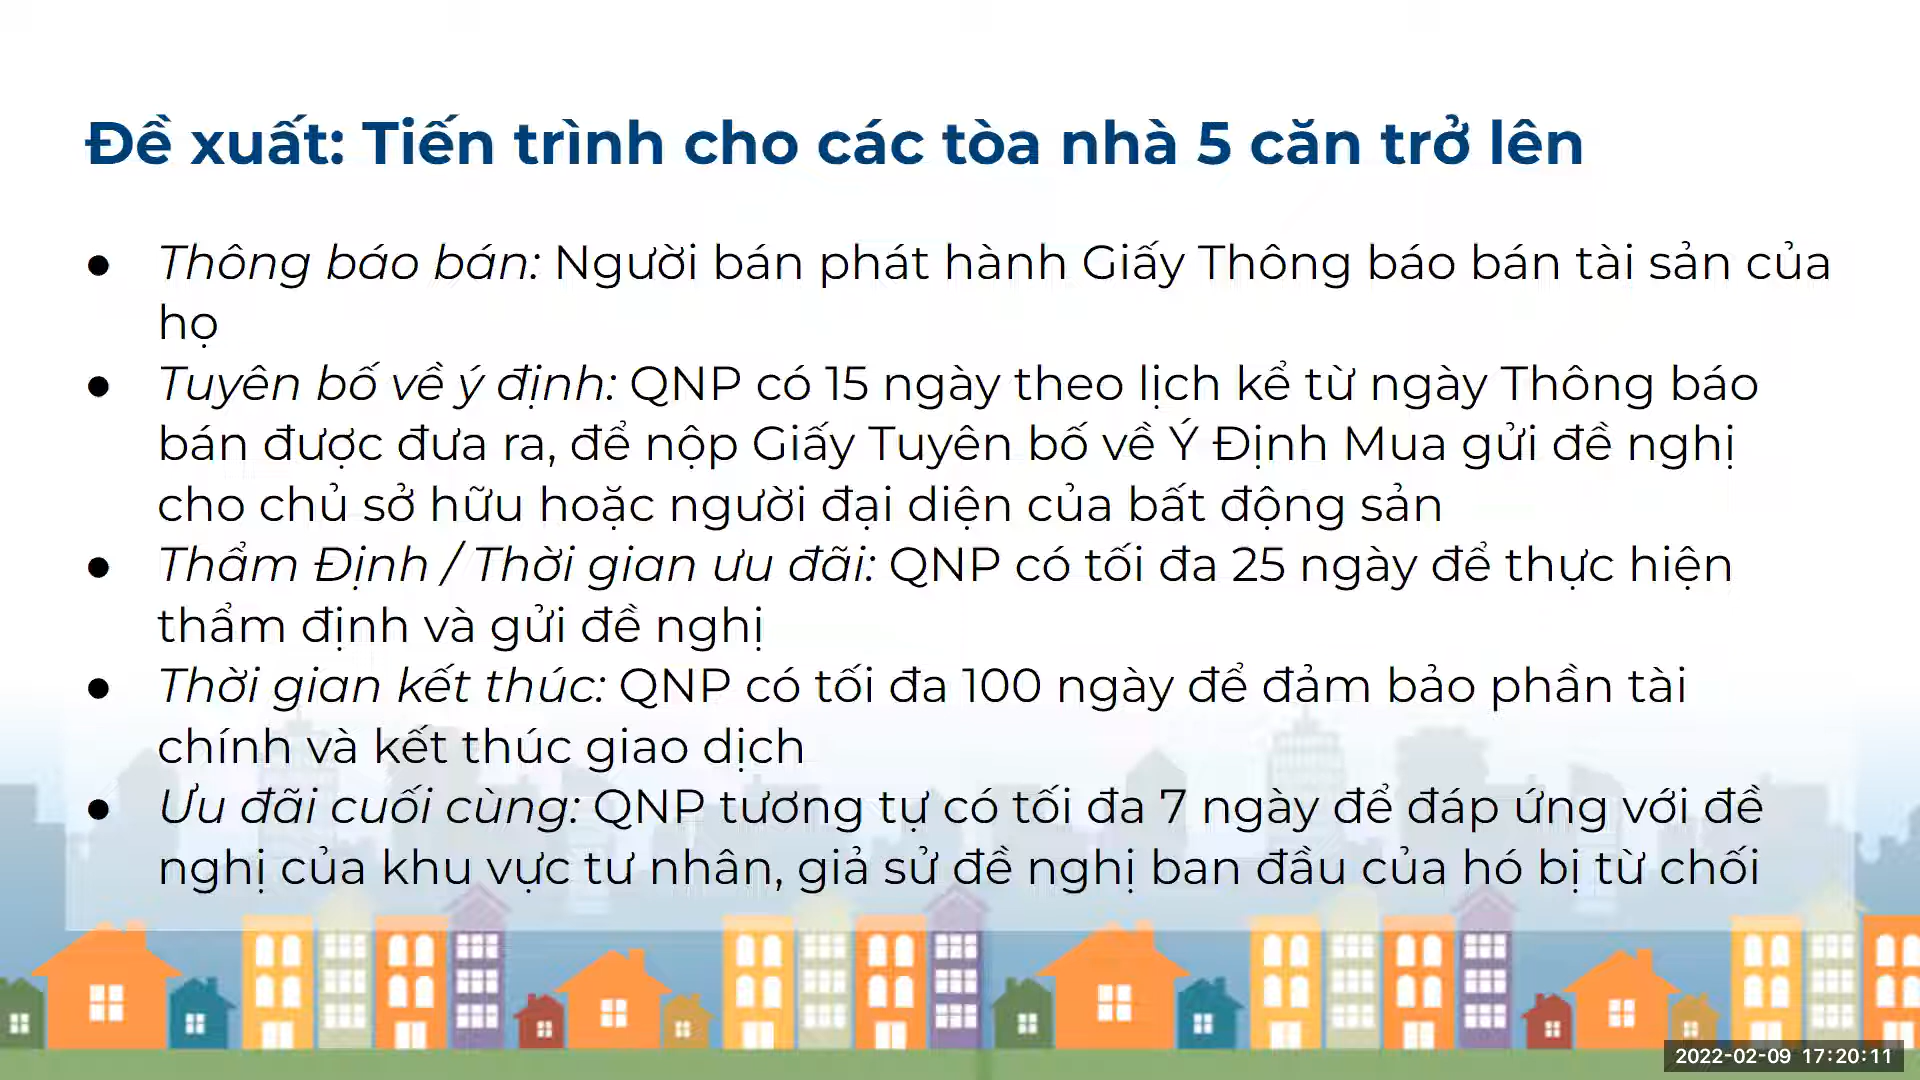 Đề xuất: Tiến trình cho các tòa nhà 5 căn trở lên
● Thông báo bán: Người bán phát hành Giấy Thông báo bán tài sản của
họ
● Tuyên bố về ý định: QNP có 15 ngày theo lịch kể từ ngày Thông báo
bán được đưa ra, để nộp Giấy Tuyên bố về Ý Định Mua gửi đề nghị
cho chủ sở hữu hoặc người đại diện của bất động sản
● Thẩm Định / Thời gian ưu đãi: QNP có tối đa 25 ngày để thực hiện
thẩm định và gửi đề nghị
● Thời gian kết thúc: QNP có tối đa 100 ngày để đảm bảo phần tài
chính và kết thúc giao dịch
● Ưu đãi cuối cùng: QNP tương tự có tối đa 7 ngày để đáp ứng với đề
nghị của khu vực tư nhân, giả sử đề nghị ban đầu của hó bị từ chối
2022-02-09 17:20:11